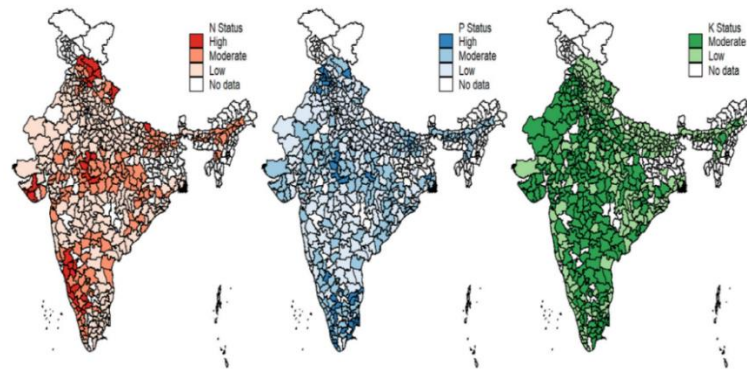 N Status
High
Moderate
Low
No data
P Status
High
Moderate
Low
No data
K Status
Moderate
Low
No data